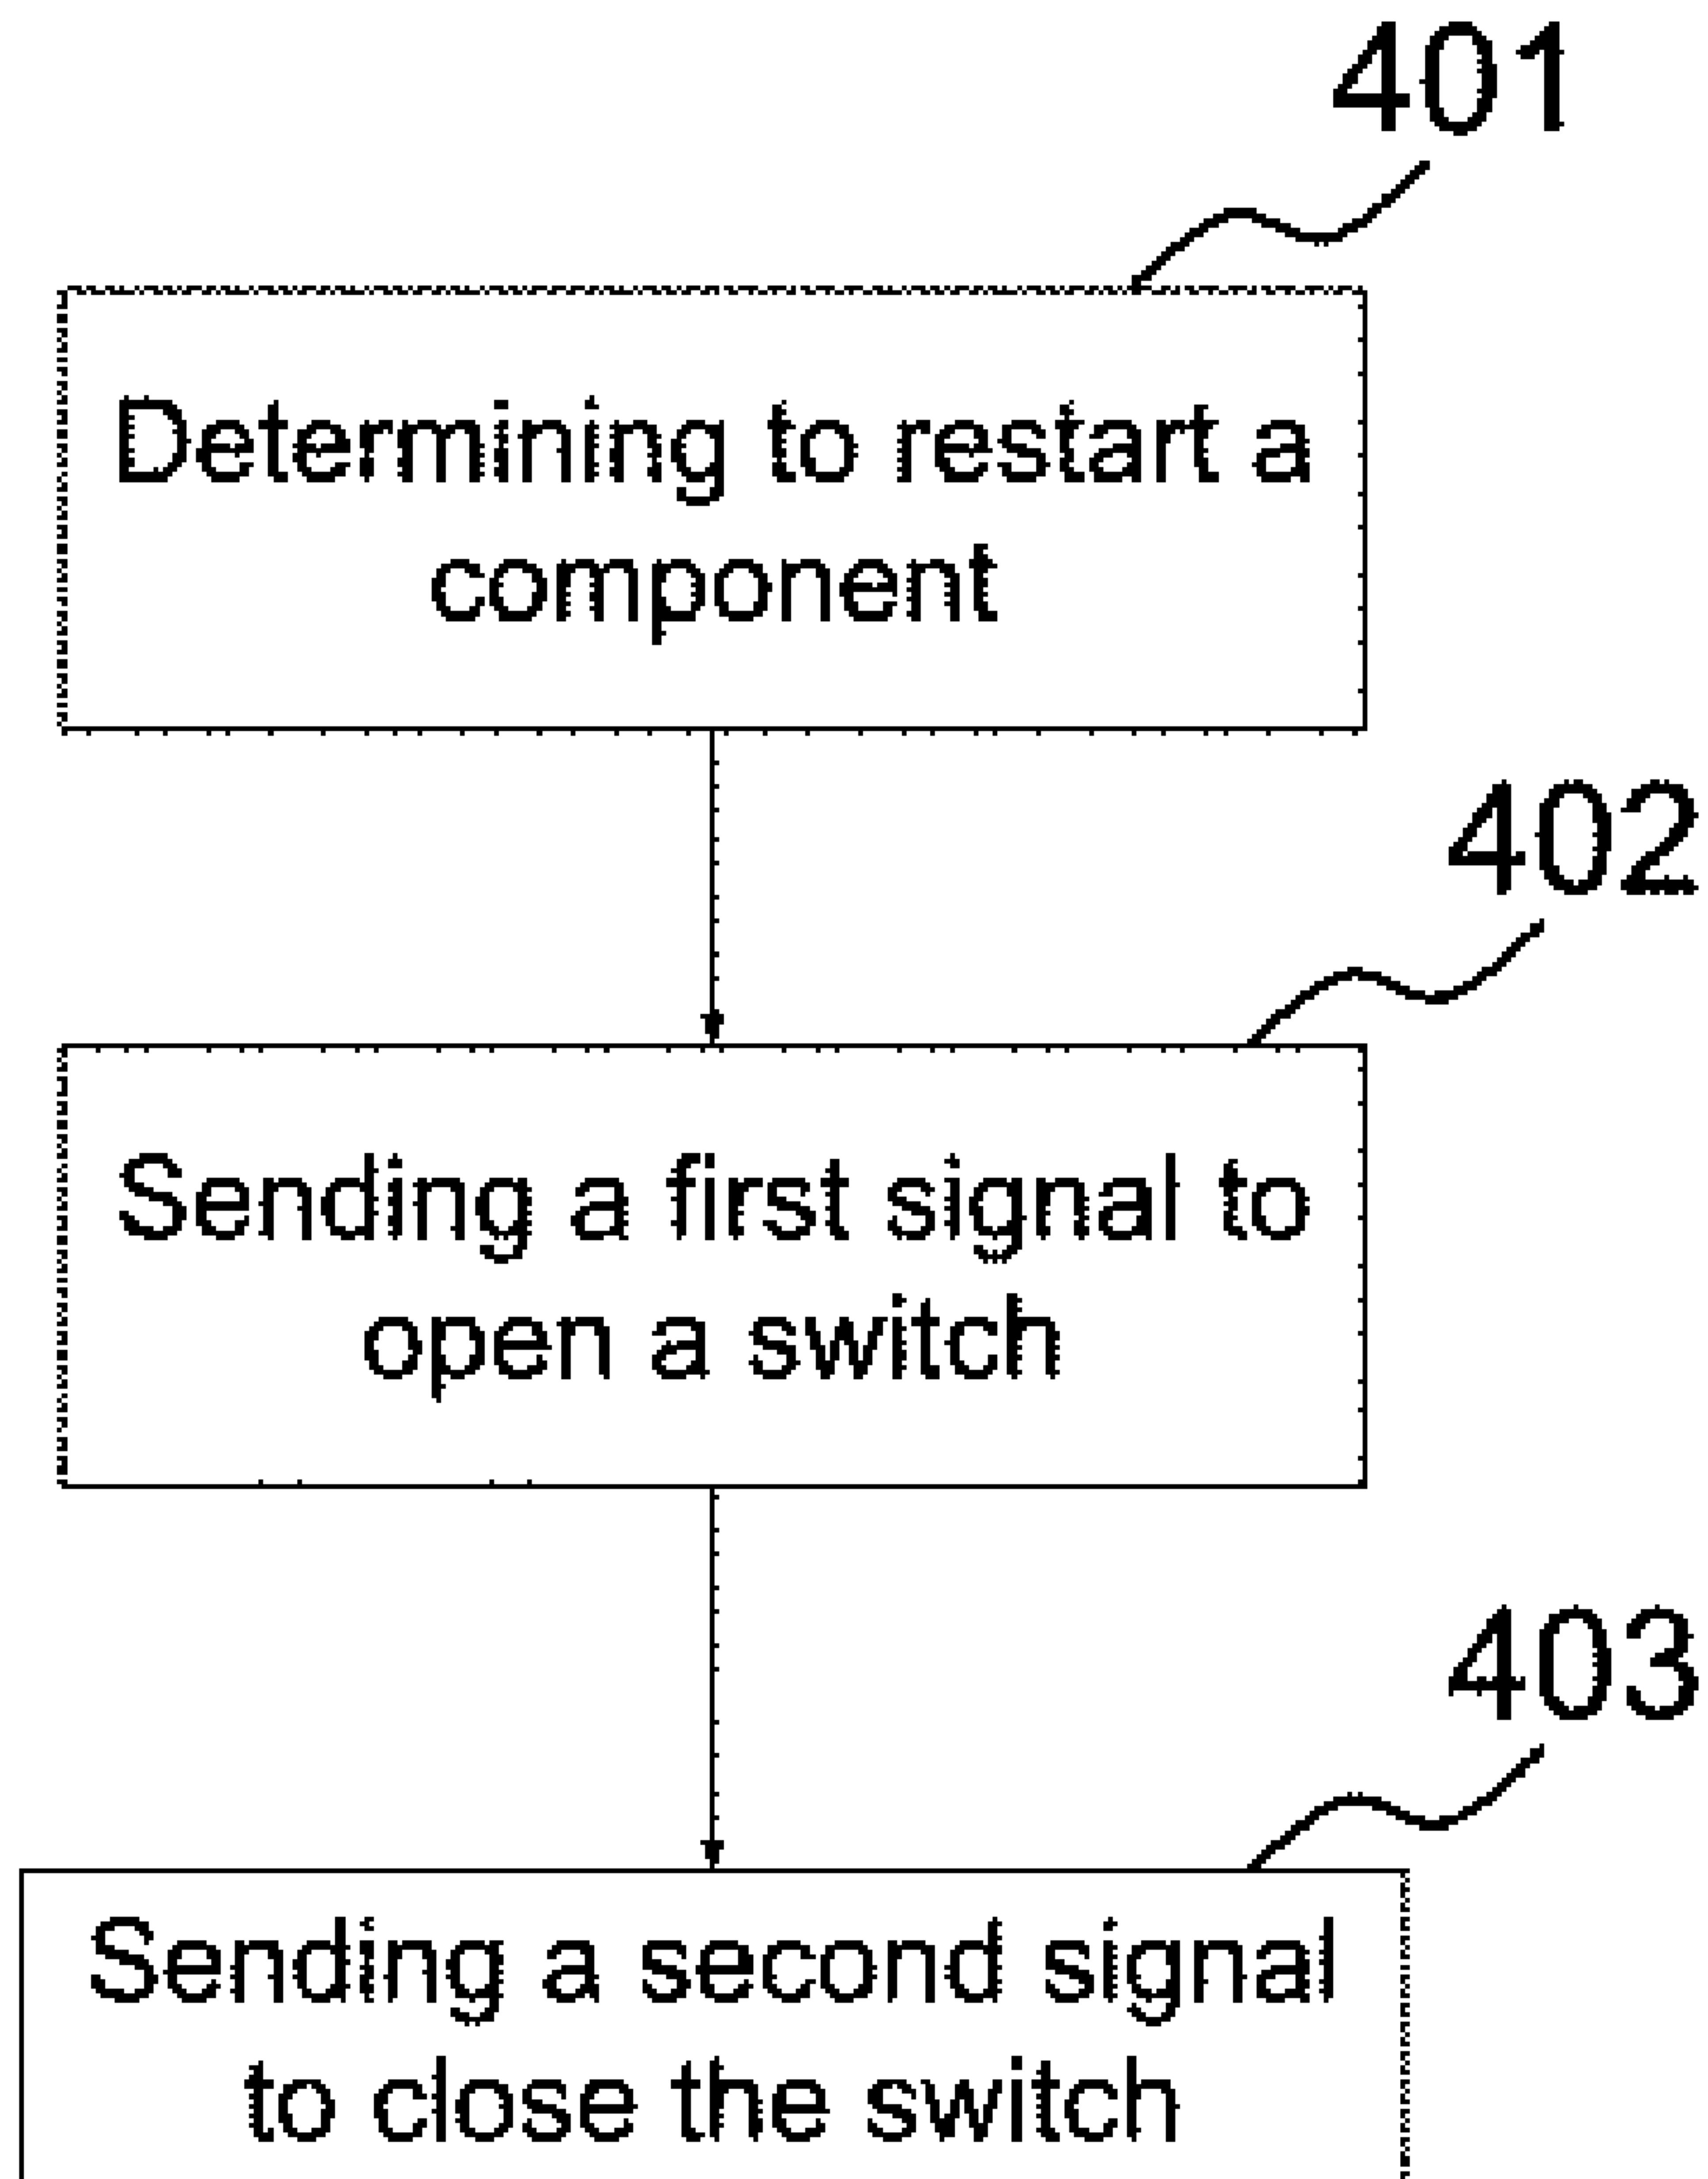 401
Determining to restart a
component
402
Sending a first signal to
open a switch
403
Sending a second signal
to close the switch